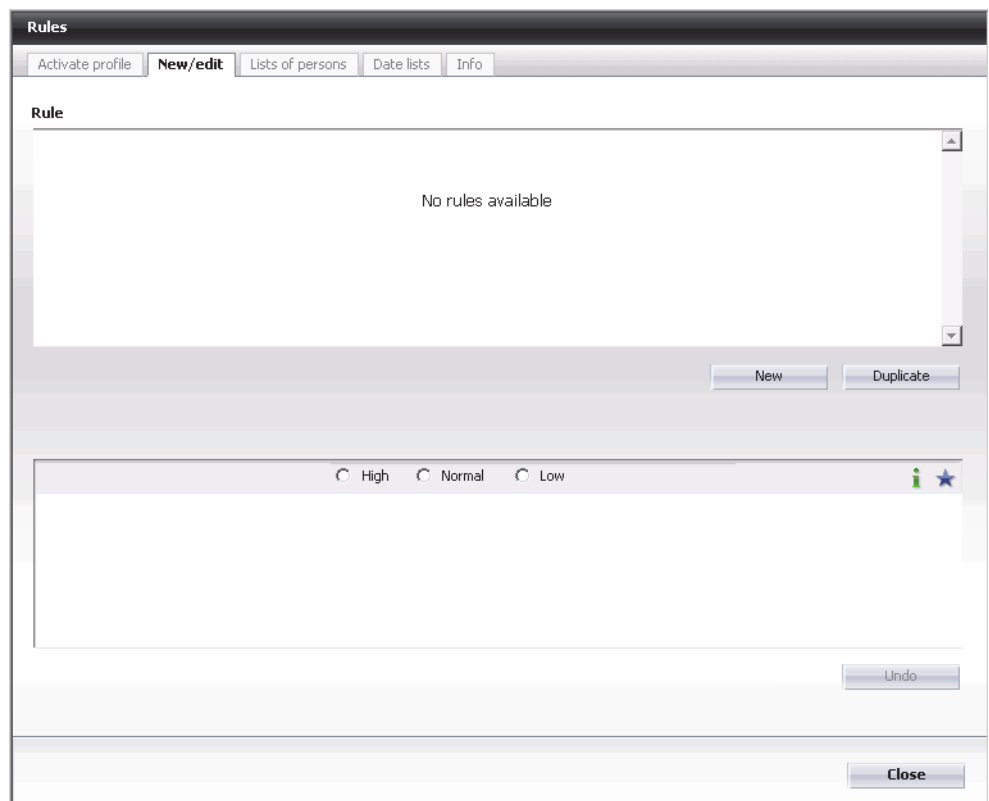 Rules
Activate profile New/edit Lists of persons Date lists Info
Rule
No rules available
New Duplicate
High Normal Low
Undo
Close